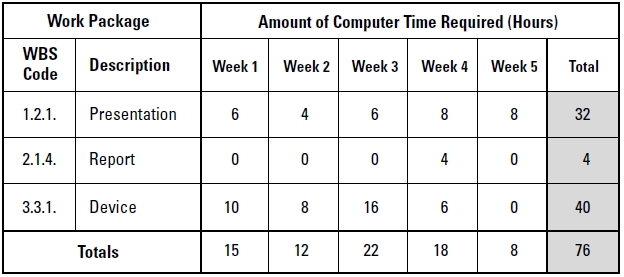 Work Package Amount of Computer Time Required (Hours)
WBS Code Description Week 1 Week 2 Week 3 Week 4 Week 5 Total
1.2.1. Presentation 6 4 6 8 8 32
2.1.4. Report 0 0 0 4 0 4
3.3.1. Device 10 8 16 6 0 40
Totals 15 12 22 18 8 76